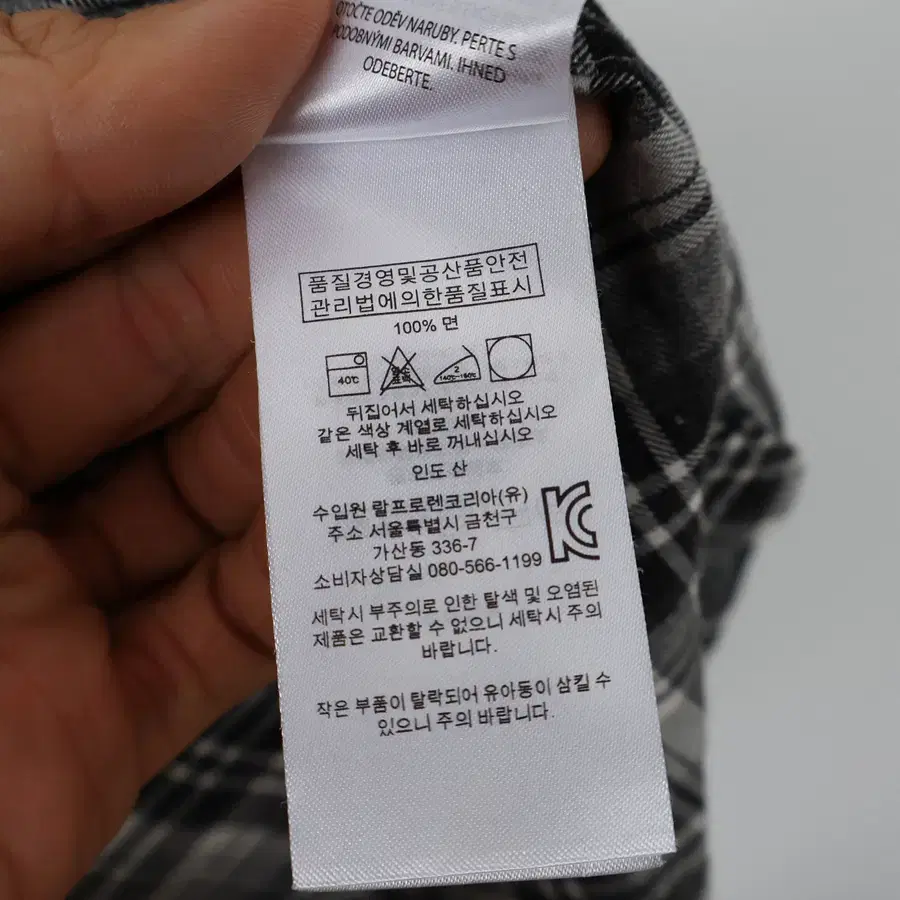 OTOČTE ODĚV NARUBY. PERTE S
PODOBNÝMI BARVAMI. IHNED
ODEBERTE.
품질경영및공산품안전
관리법에의한품질표시
100% 면
40℃
염소
표백
2
140℃~160℃
뒤집어서 세탁하십시오
같은 색상 계열로 세탁하십시오
세탁 후 바로 꺼내십시오
인도 산
수입원 랄프로렌코리아(유)
주소 서울특별시 금천구
가산동 336-7
소비자상담실 080-566-1199
세탁시 부주의로 인한 탈색 및 오염된
제품은 교환할 수 없으니 세탁시 주의
바랍니다.
작은 부품이 탈락되어 유아동이 삼킬 수
있으니 주의 바랍니다.